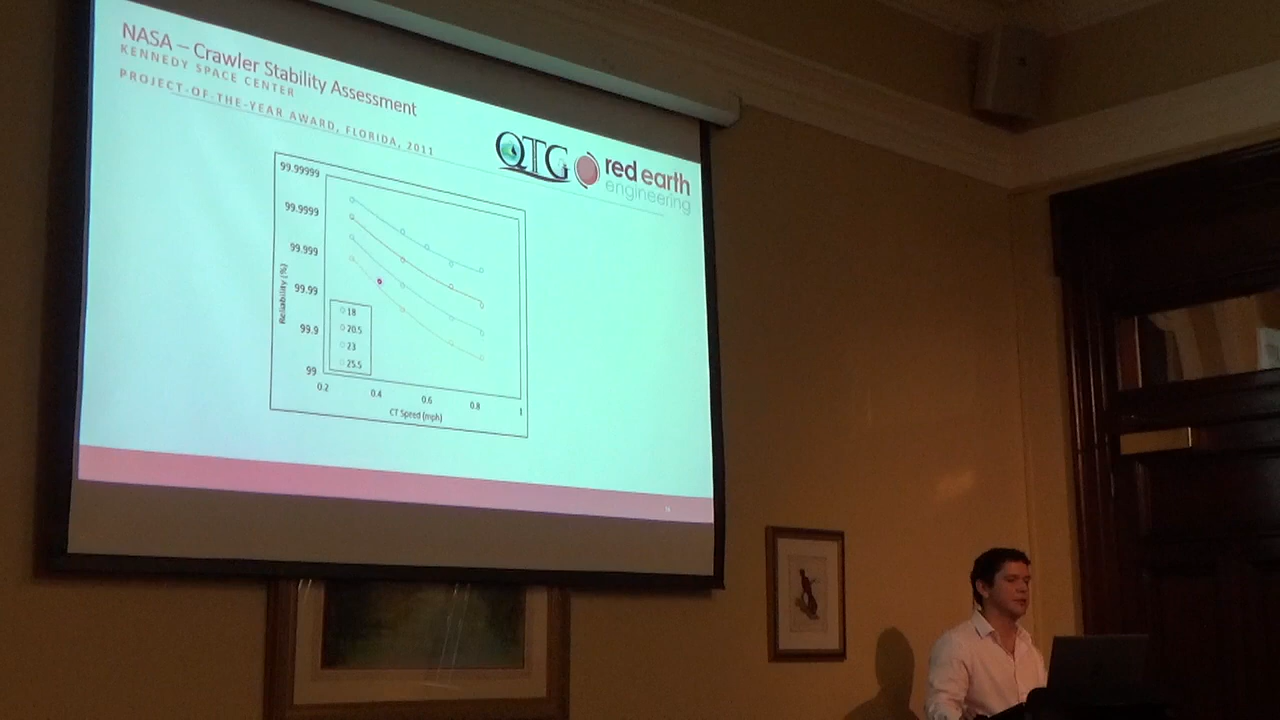 NASA – Crawler Stability Assessment
KENNEDY SPACE CENTER
PROJECT-OF-THE-YEAR AWARD, FLORIDA, 2011
QTG
red earth
engineering
99.99999
99.9999
99.999
99.99
99.9
99
Reliability (%)
18
20.5
23
25.5
0.2
0.4
0.6
0.8
1
CT Speed (mph)